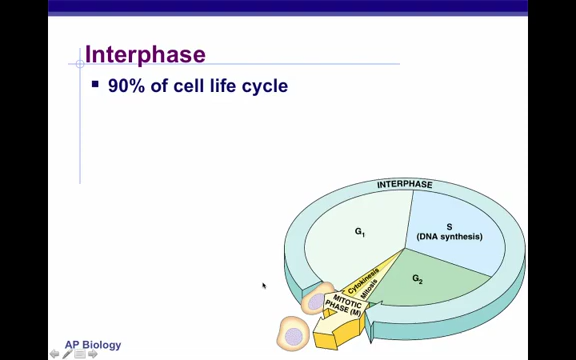 Interphase
90% of cell life cycle
INTERPHASE
G1
S
(DNA synthesis)
G2
Cytokinesis
Mitosis
MITOTIC
PHASE (M)
AP Biology